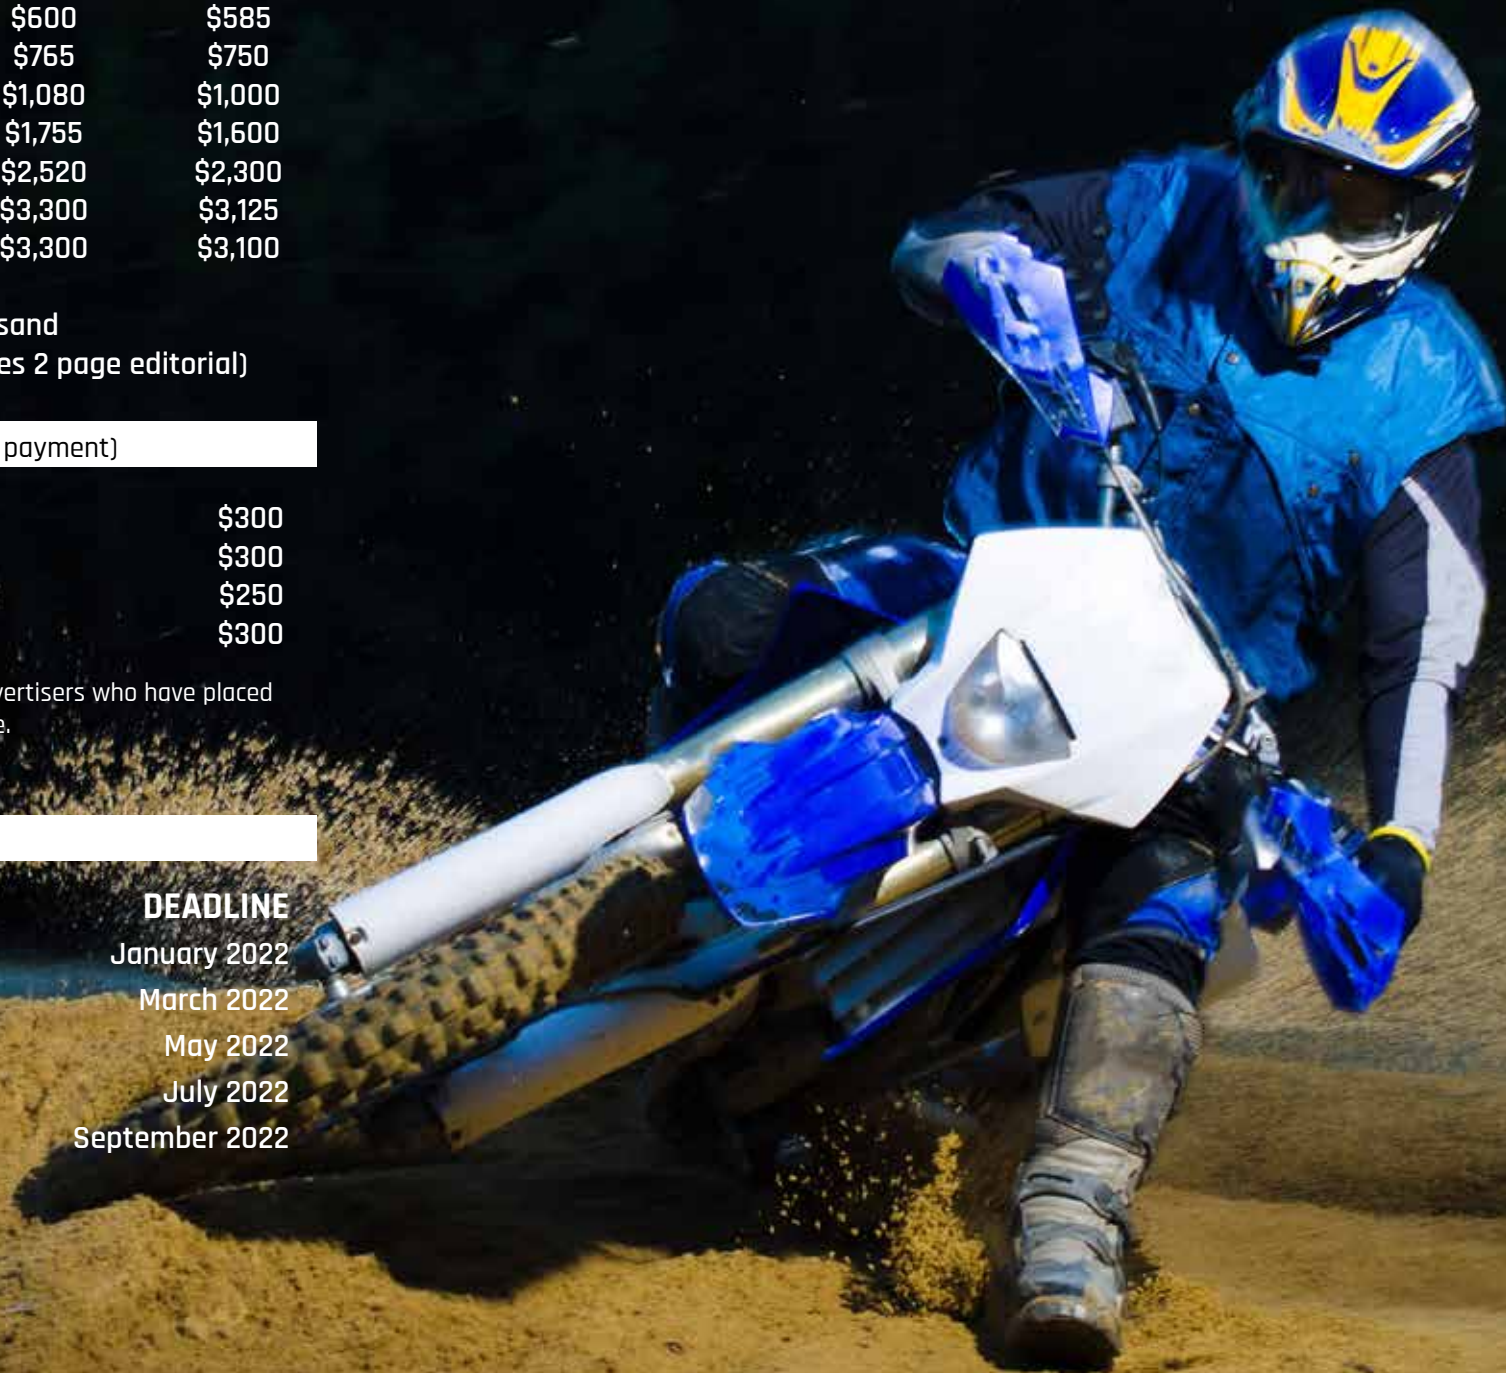 $600 $585
$765 $750
$1,080 $1,000
$1,755 $1,600
$2,520 $2,300
$3,300 $3,125
$3,300 $3,100
sand
es 2 page editorial)
payment)
$300
$300
$250
$300
vertisers who have placed
e.
DEADLINE
January 2022
March 2022
May 2022
July 2022
September 2022